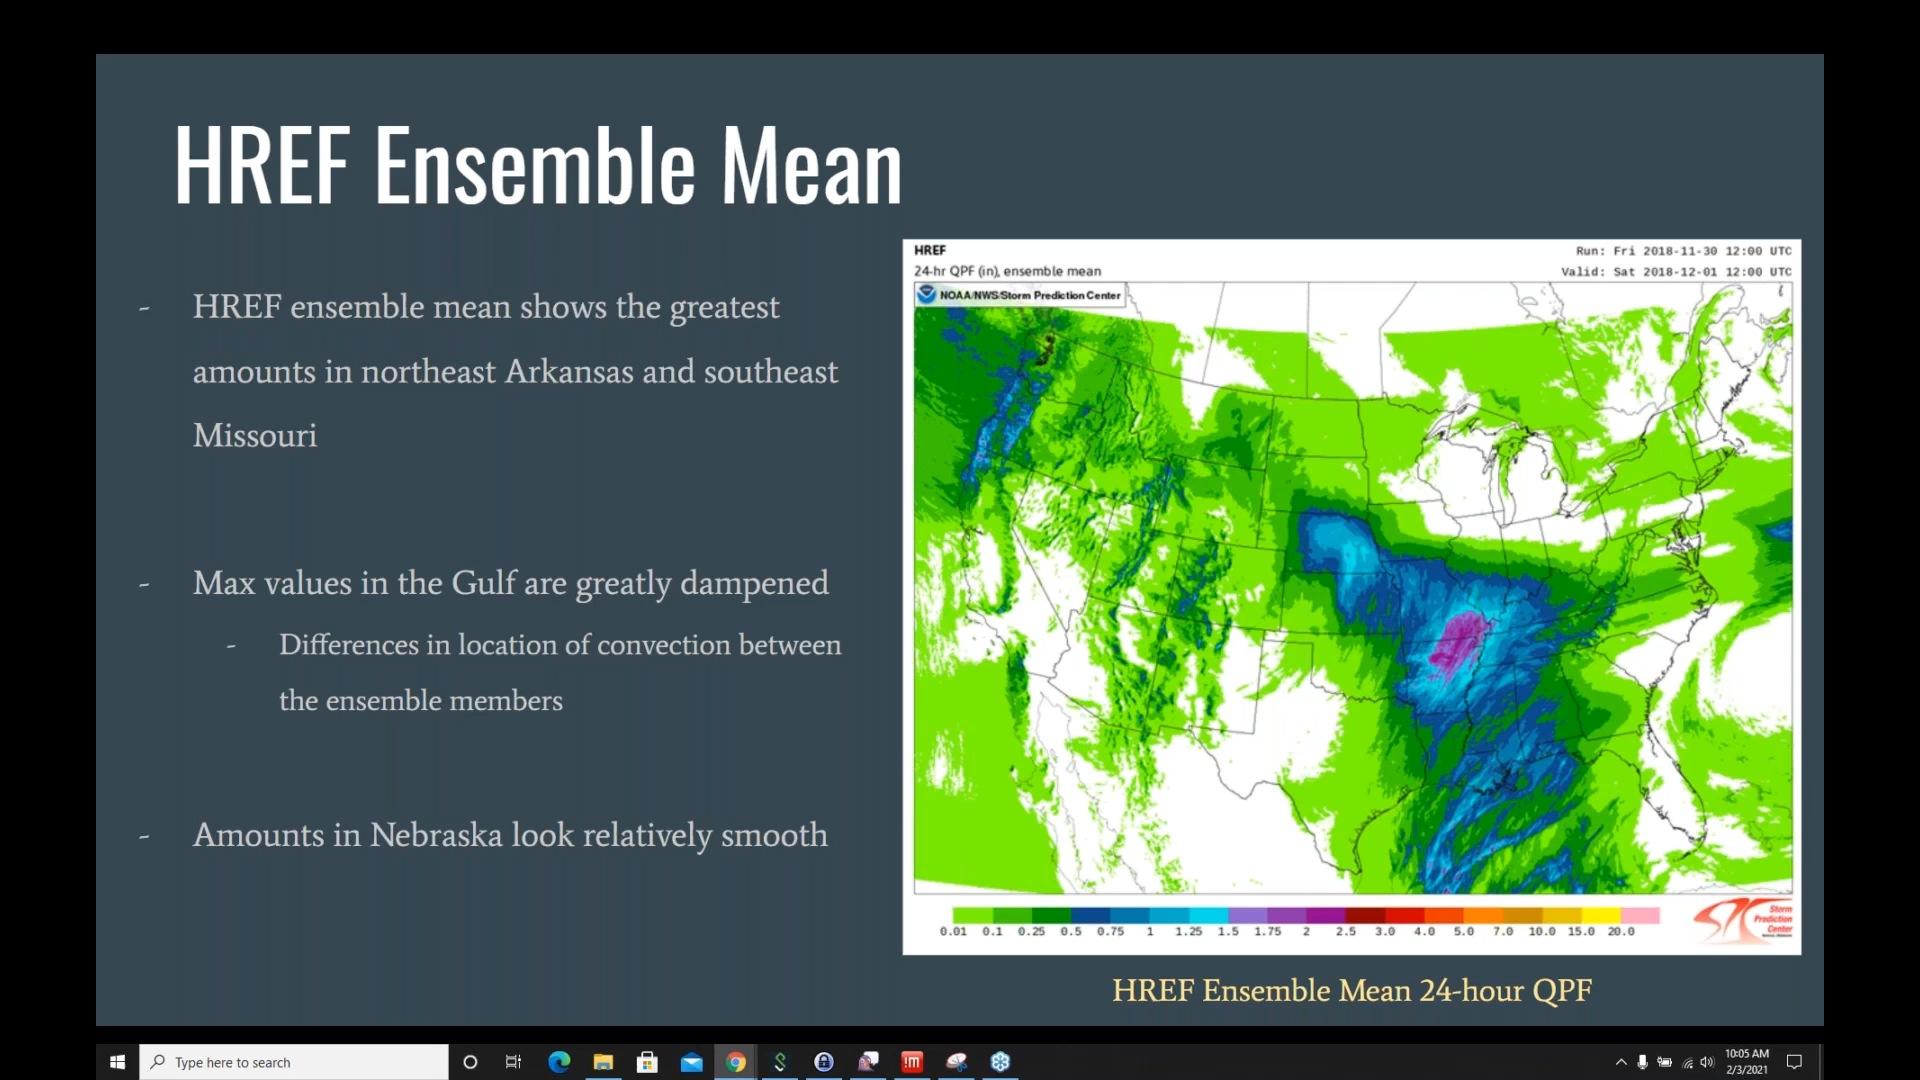 HREF Ensemble Mean
- HREF ensemble mean shows the greatest
amounts in northeast Arkansas and southeast
Missouri
- Max values in the Gulf are greatly dampened
- Differences in location of convection between
the ensemble members
- Amounts in Nebraska look relatively smooth
HREF
Run: Fri 2018-11-30 12:00 UTC
24-hr QPF (in), ensemble mean
Valid: Sat 2018-12-01 12:00 UTC
NOAA/NWS/Storm Prediction Center
0.01 0.1 0.25 0.5 0.75 1 1.25 1.5 1.75 2 2.5 3.0 4.0 5.0 7.0 10.0 15.0 20.0
Storm
Prediction
Center
HREF Ensemble Mean 24-hour QPF
Type here to search
10:05 AM
2/3/2021